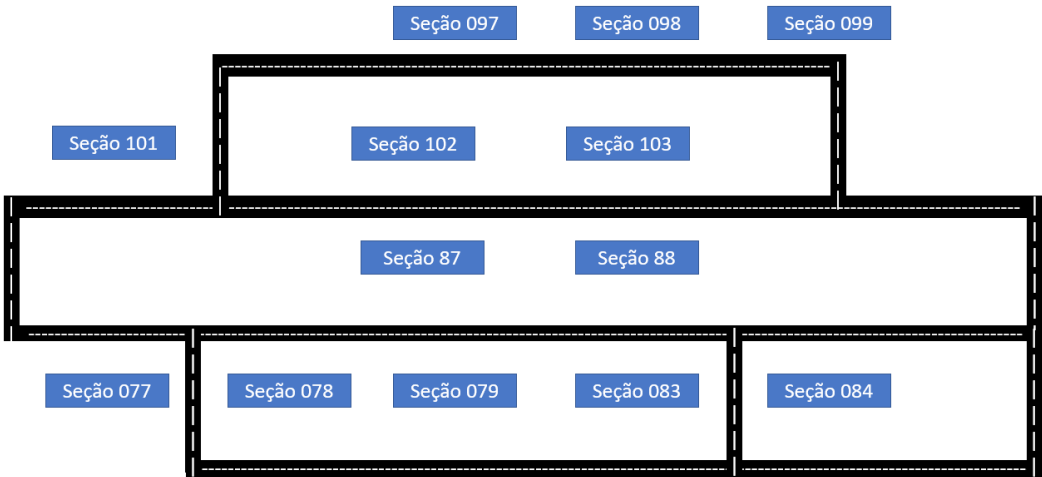 Seção 097
Seção 098
Seção 099
Seção 101
Seção 102
Seção 103
Seção 87
Seção 88
Seção 077
Seção 078
Seção 079
Seção 083
Seção 084